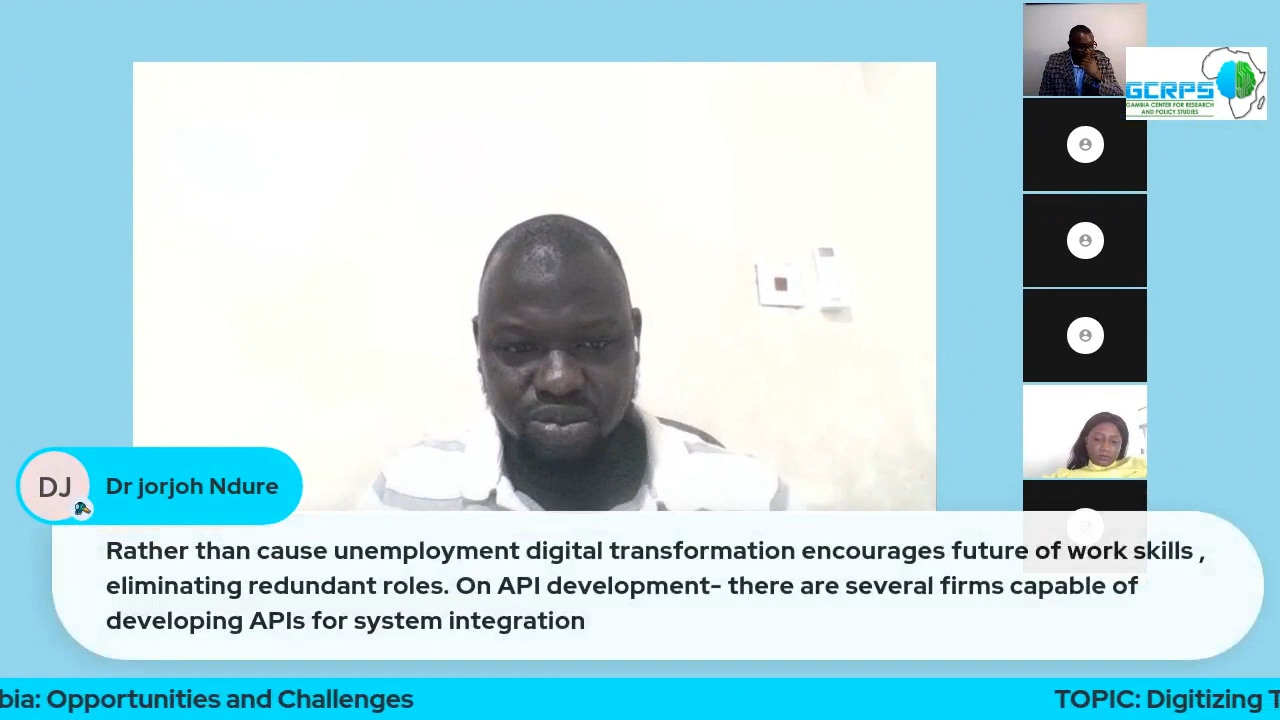 GCRPS
GAMBIA CENTER FOR RESEARCH
AND POLICY STUDIES
DJ
Dr jorjoh Ndure
Rather than cause unemployment digital transformation encourages future of work skills ,
eliminating redundant roles. On API development- there are several firms capable of
developing APIs for system integration
bia: Opportunities and Challenges
TOPIC: Digitizing T